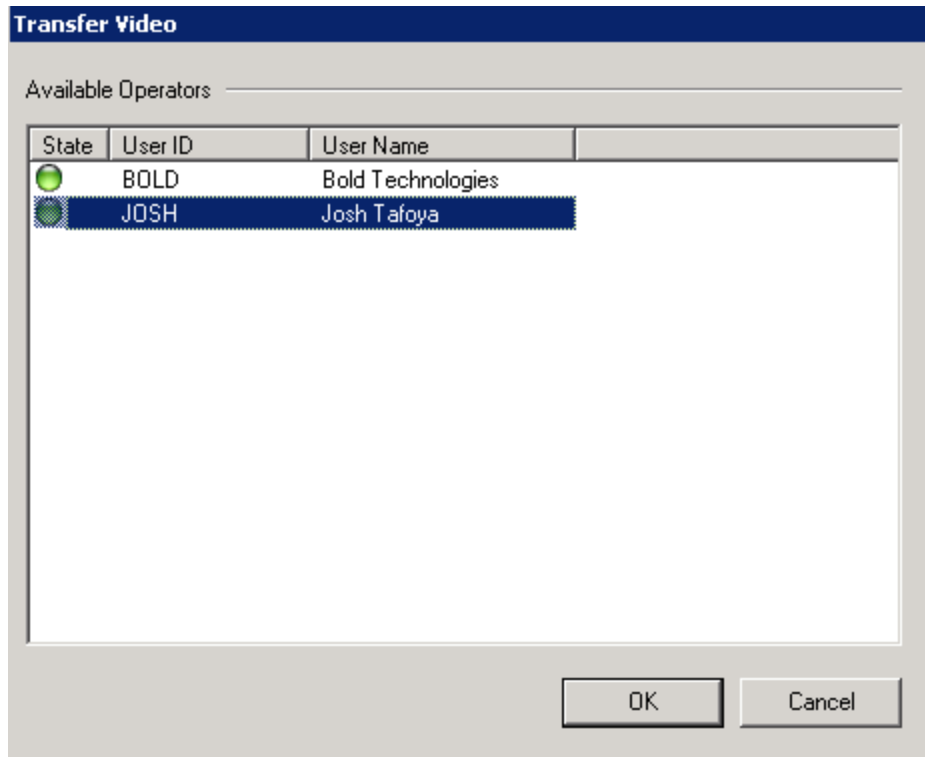 Transfer Video
Available Operators
State User ID User Name
BOLD Bold Technologies
JOSH Josh Tafoya
OK Cancel